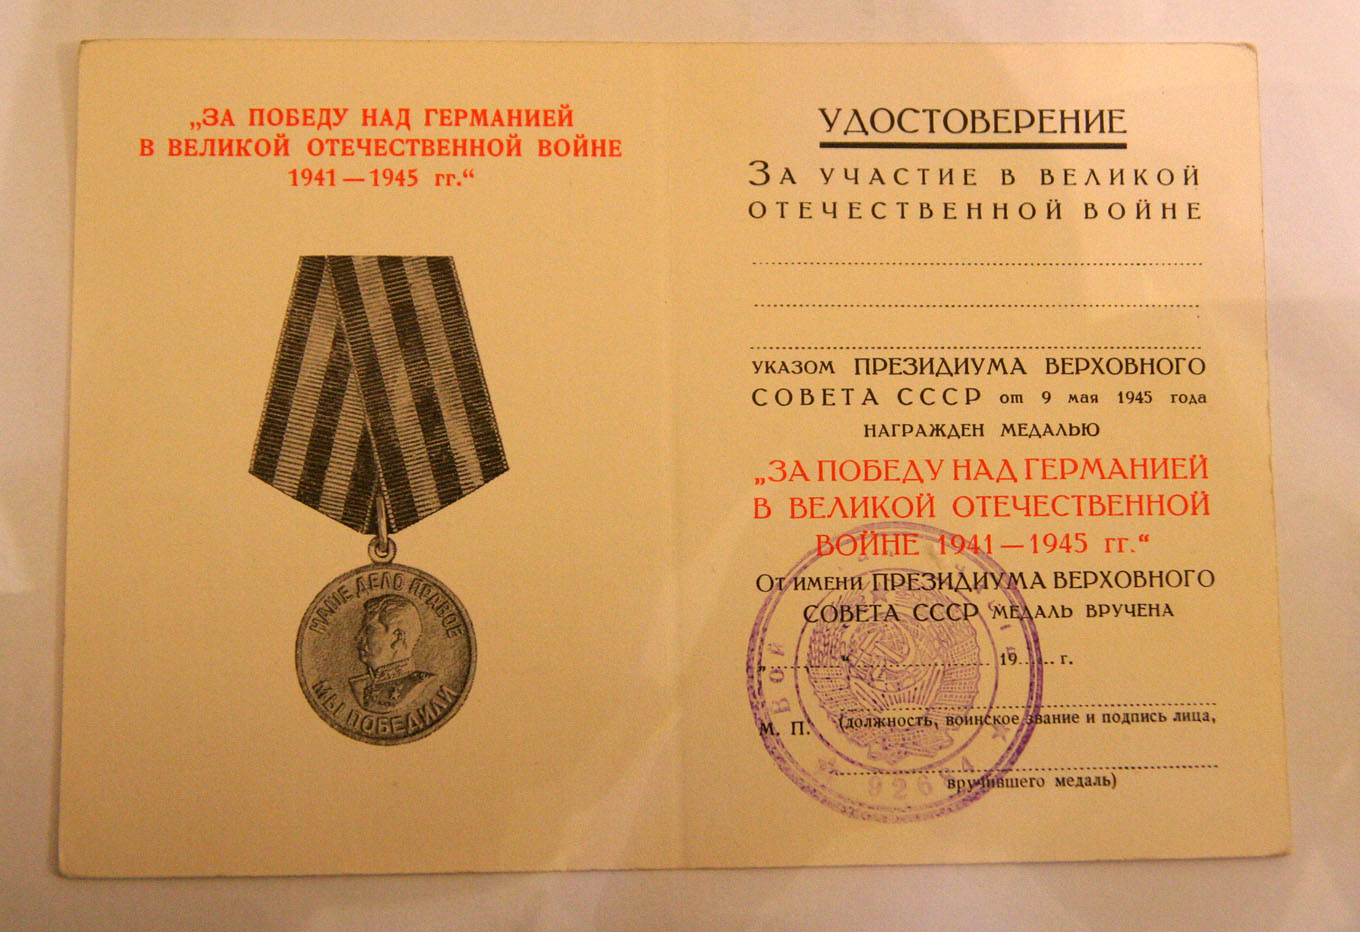 „ЗА ПОБЕДУ НАД ГЕРМАНИЕЙ
В ВЕЛИКОЙ ОТЕЧЕСТВЕННОЙ ВОЙНЕ
1941—1945 гг.“
НАШЕ ДЕЛО ПРАВОЕ
МЫ ПОБЕДИЛИ
УДОСТОВЕРЕНИЕ
ЗА УЧАСТИЕ В ВЕЛИКОЙ
ОТЕЧЕСТВЕННОЙ ВОЙНЕ
УКАЗОМ ПРЕЗИДИУМА ВЕРХОВНОГО
СОВЕТА СССР от 9 мая 1945 года
НАГРАЖДЕН МЕДАЛЬЮ
„ЗА ПОБЕДУ НАД ГЕРМАНИЕЙ
В ВЕЛИКОЙ ОТЕЧЕСТВЕННОЙ
ВОЙНЕ 1941—1945 гг.“
ОТ ИМЕНИ ПРЕЗИДИУМА ВЕРХОВНОГО
СОВЕТА СССР МЕДАЛЬ ВРУЧЕНА
„..........“.................... 19...... г.
М. П. (должность, воинское звание и подпись лица,
вручившего медаль)